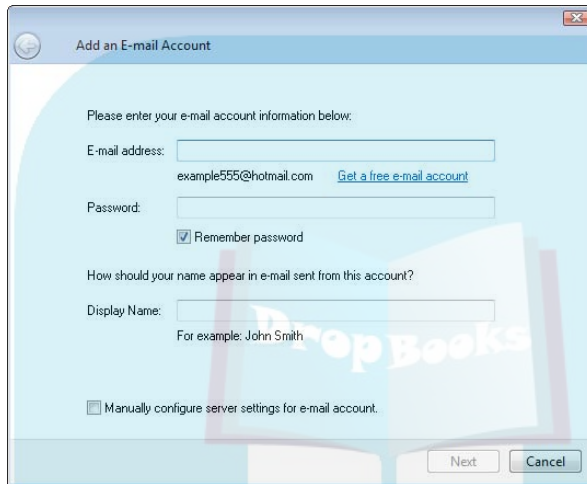 Add an E-mail Account
Please enter your e-mail account information below:
E-mail address:
example555@hotmail.com Get a free e-mail account
Password:
Remember password
How should your name appear in e-mail sent from this account?
Display Name:
For example: John Smith
DropBooks
Manually configure server settings for e-mail account.
Next Cancel